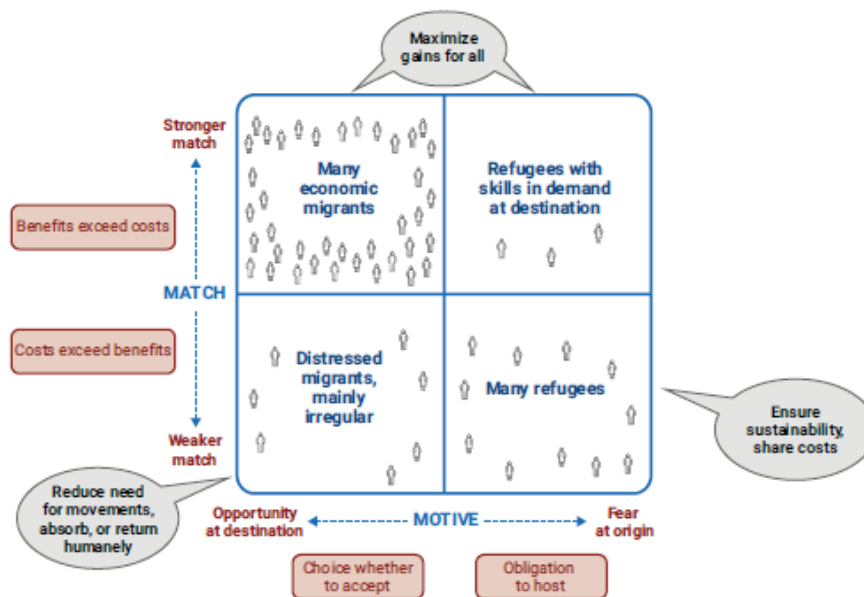 Maximize
gains for all
Stronger
match
Many
economic
migrants
Refugees with
skills in demand
at destination
Benefits exceed costs
MATCH
Costs exceed benefits
Distressed
migrants,
mainly
irregular
Many refugees
Ensure
sustainability,
share costs
Weaker
match
Reduce need
for movements,
absorb, or return
humanely
Opportunity
at destination
MOTIVE
Fear
at origin
Choice whether
to accept
Obligation
to host